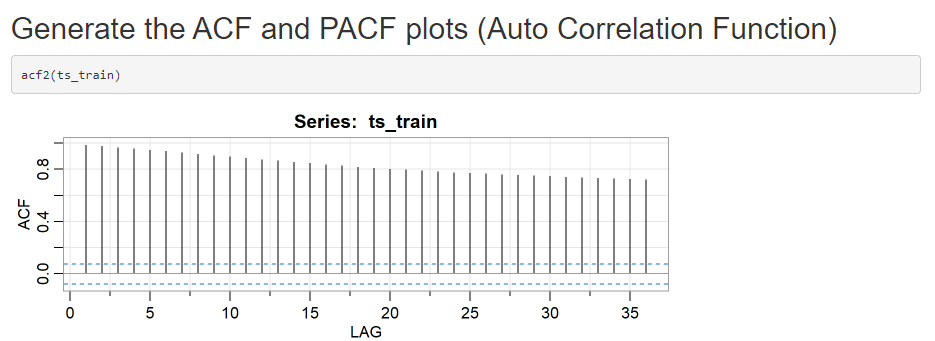 Generate the ACF and PACF plots (Auto Correlation Function)
acf2(ts_train)
Series: ts_train
ACF
0.8
0.4
0.0
0 5 10 15 20 25 30 35
LAG